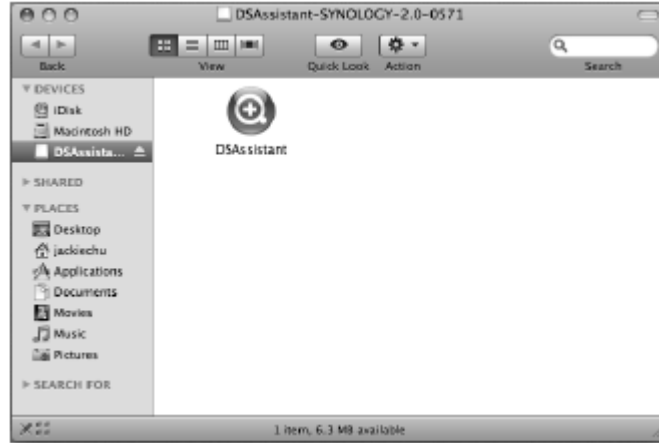 DSAssistant-SYNOLOGY-2.0-0571
Back
View
Quick Look
Action
Search
DEVICES
iDisk
Macintosh HD
DSAssista...
SHARED
PLACES
Desktop
jackiechu
Applications
Documents
Movies
Music
Pictures
SEARCH FOR
DSAssistant
1 item, 6.3 MB available